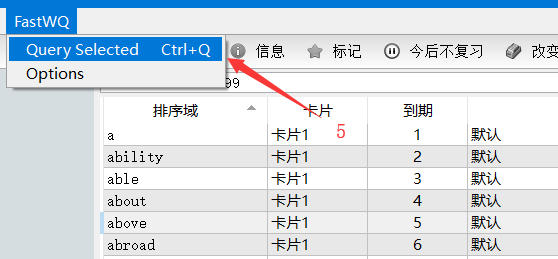 FastWQ
Query Selected Ctrl+Q
Options
信息 标记 今后不复习 改变
99
排序域 卡片 到期
5
a 卡片1 1 默认
ability 卡片1 2 默认
able 卡片1 3 默认
about 卡片1 4 默认
above 卡片1 5 默认
abroad 卡片1 6 默认